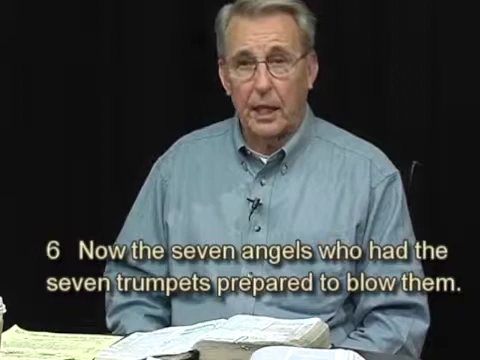 6 Now the seven angels who had the
seven trumpets prepared to blow them.